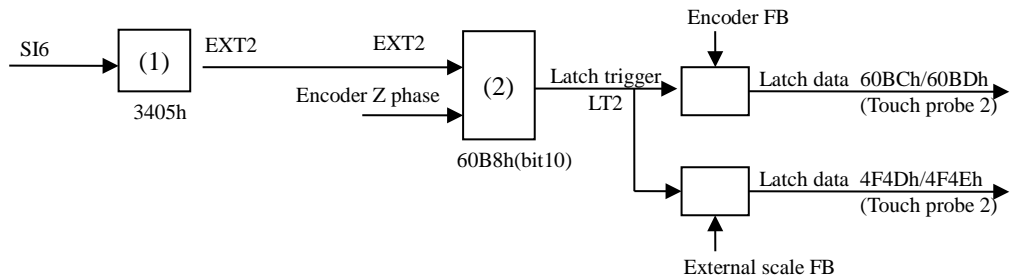 Encoder FB
SI6
(1)
EXT2
EXT2
(2)
Latch trigger
LT2
Latch data 60BCh/60BDh
(Touch probe 2)
Encoder Z phase
3405h
60B8h(bit10)
Latch data 4F4Dh/4F4Eh
(Touch probe 2)
External scale FB